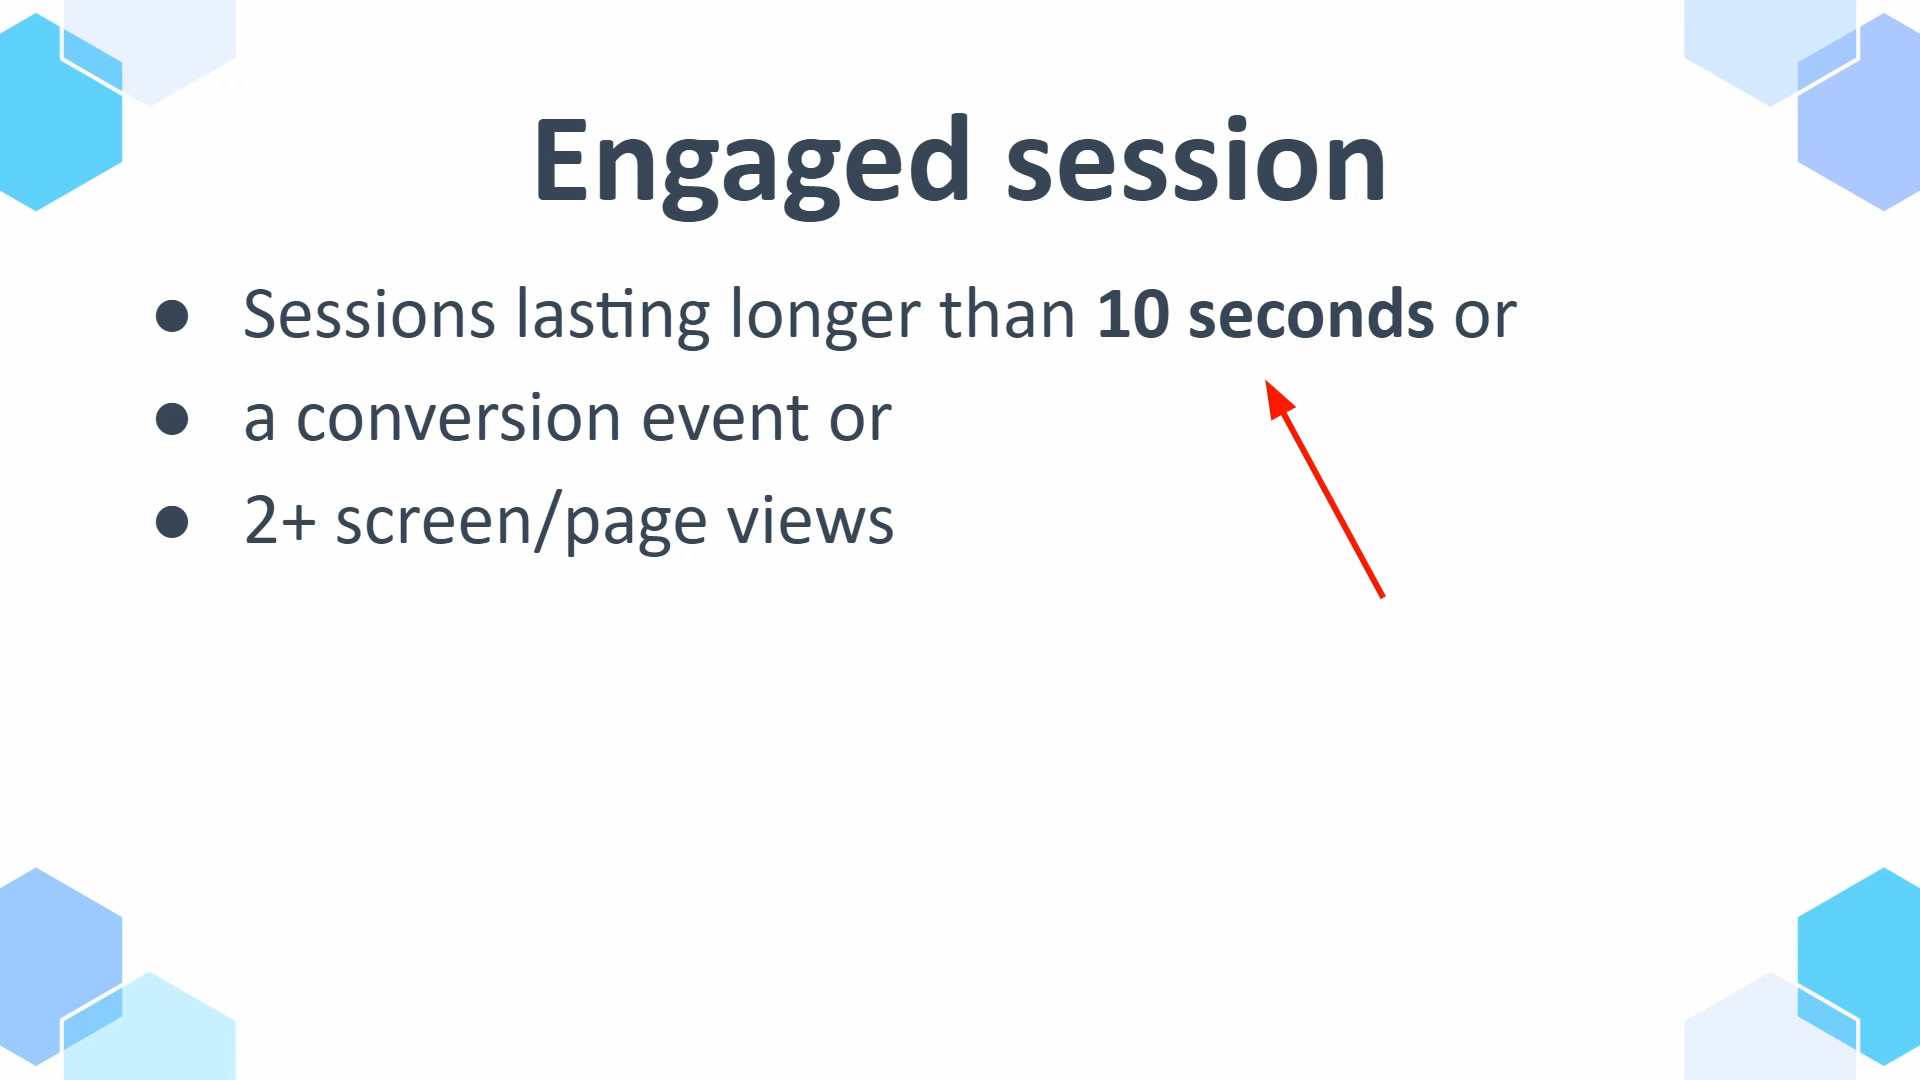 Engaged session
● Sessions lasting longer than 10 seconds or
● a conversion event or
● 2+ screen/page views